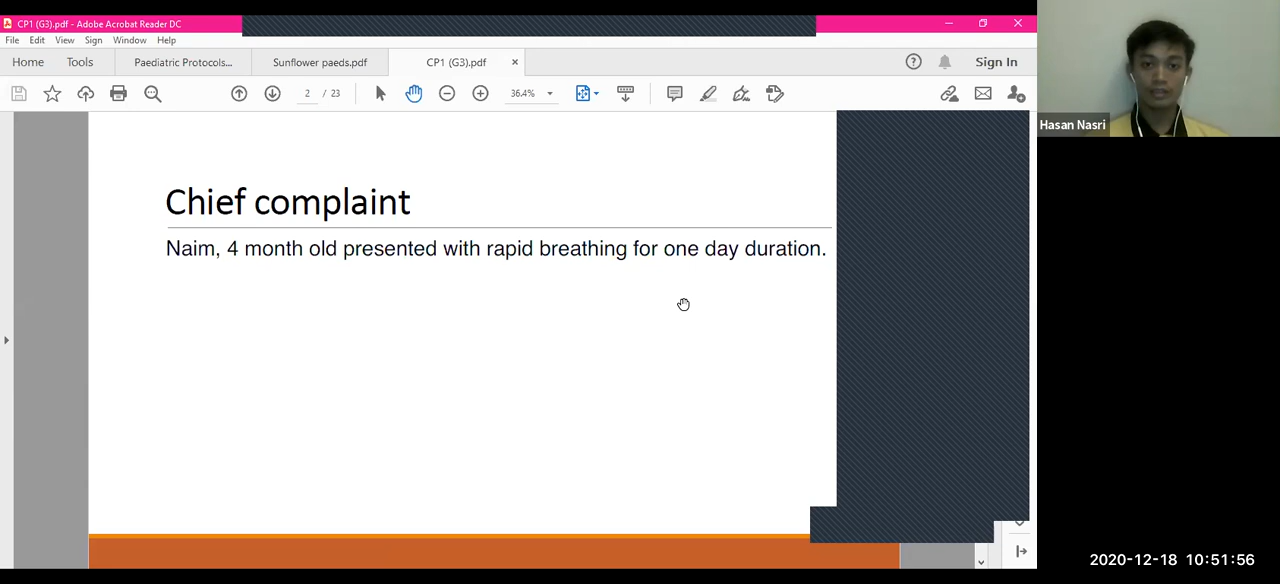 CP1 (G3).pdf - Adobe Acrobat Reader DC
File Edit View Sign Window Help
Home Tools Paediatric Protocols... Sunflower paeds.pdf CP1 (G3).pdf × Sign In
2 / 23 36.4%
Hasan Nasri
Chief complaint
Naim, 4 month old presented with rapid breathing for one day duration.
2020-12-18 10:51:56